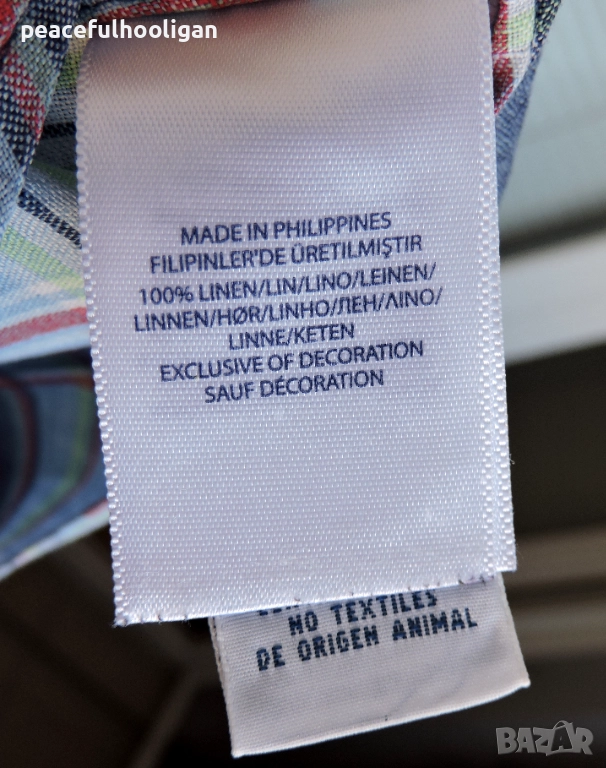 peacefulhooligan
MADE IN PHILIPPINES
FILIPINLER'DE ÜRETILMIŞTIR
100% LINEN/LIN/LINO/LEINEN/
LINNEN/HØR/LINHO/ЛЕН/ΛΙΝΟ/
LINNE/KETEN
EXCLUSIVE OF DECORATION
SAUF DÉCORATION
NO TEXTILES
DE ORIGEN ANIMAL
BAZAR